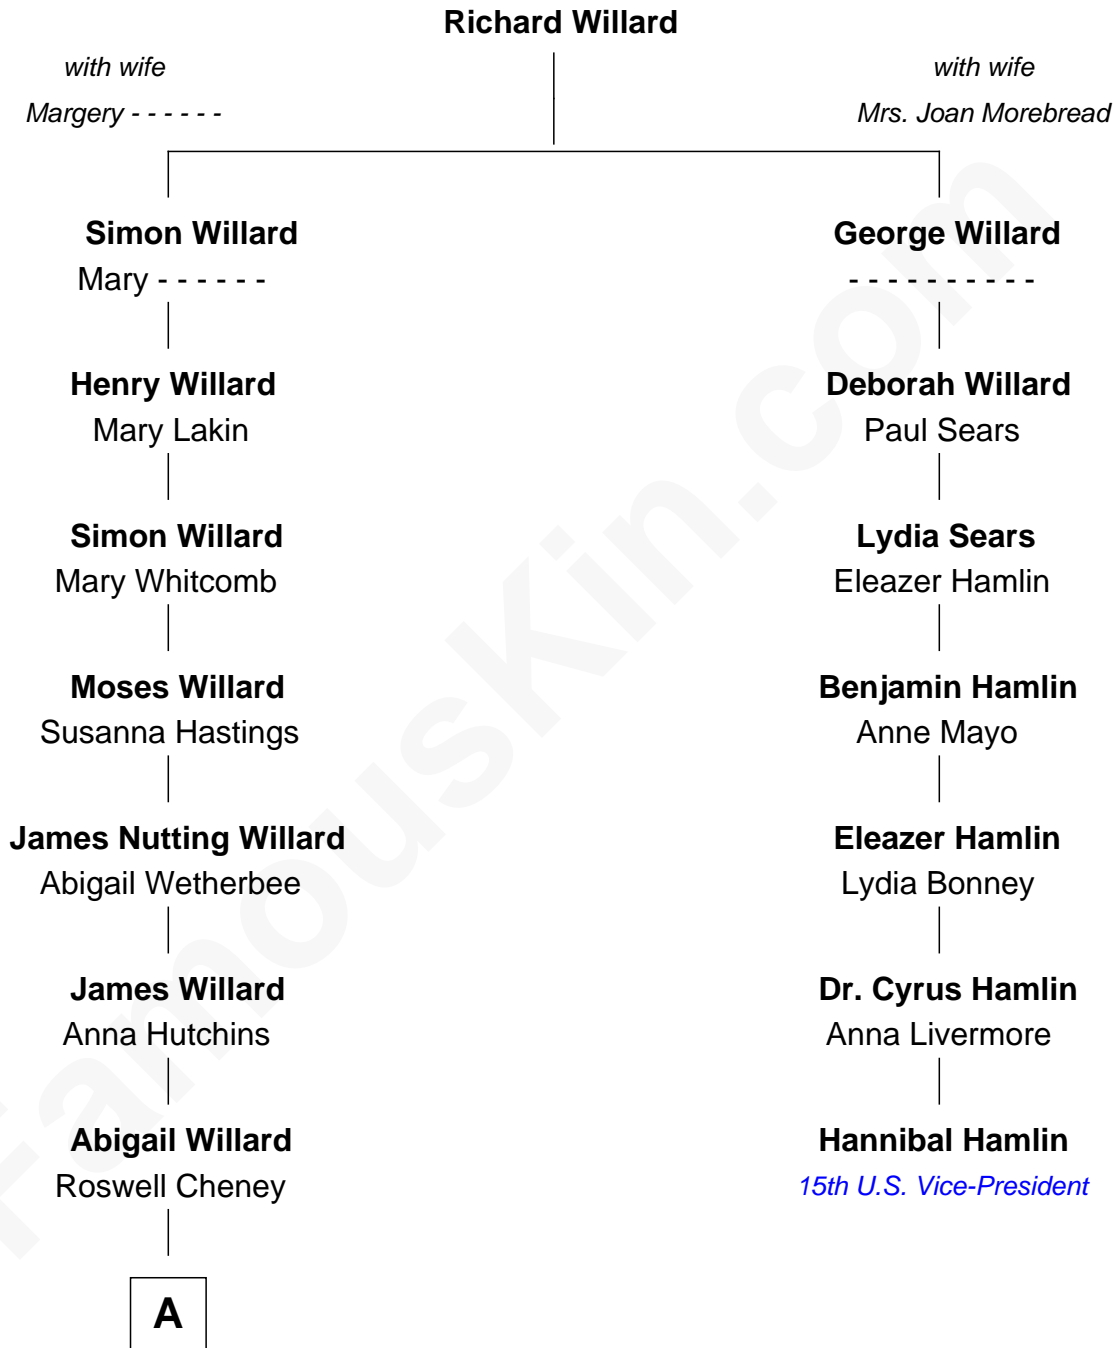 Richard Willard
with wife
Margery - - - - - -
with wife
Mrs. Joan Morebread
Simon Willard
Mary - - - - - -
George Willard
- - - - - - - - - -
Henry Willard
Mary Lakin
Deborah Willard
Paul Sears
Simon Willard
Mary Whitcomb
Lydia Sears
Eleazer Hamlin
Moses Willard
Susanna Hastings
Benjamin Hamlin
Anne Mayo
James Nutting Willard
Abigail Wetherbee
Eleazer Hamlin
Lydia Bonney
James Willard
Anna Hutchins
Dr. Cyrus Hamlin
Anna Livermore
Abigail Willard
Roswell Cheney
Hannibal Hamlin
15th U.S. Vice-President
A
FamousKin.com